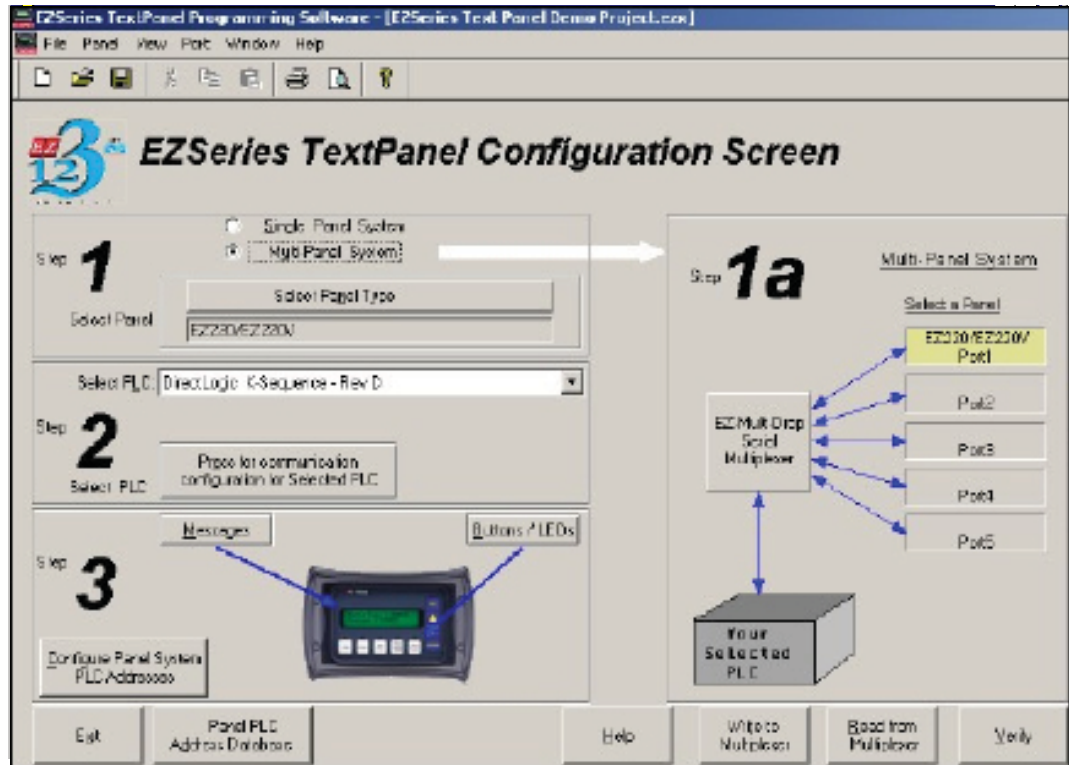 EZSeries TextPanel Programming Software - [EZSeries Text Panel Demo Project.ezs]
File Panel View Port Window Help
EZ 123
EZSeries TextPanel Configuration Screen
Step 1
Single Panel System
Multi Panel System
Select Panel
Select Panel Type
EZ220/EZ220V
Select PLC: DirectLogic K-Sequence - Rev D
Step 2
Select PLC
Press for communication
configuration for Selected PLC
Step 3
Messages
Buttons / LEDs
Configure Panel System
PLC Addresses
Step 1a
Multi-Panel System
Select a Panel
EZ220/EZ220V
Port1
Port2
Port3
Port4
Port5
EZ Multi Drop
Serial
Multiplexer
Your
Selected
PLC
Exit
Panel PLC
Address Database
Help
Write to
Multiplexer
Read from
Multiplexer
Verify